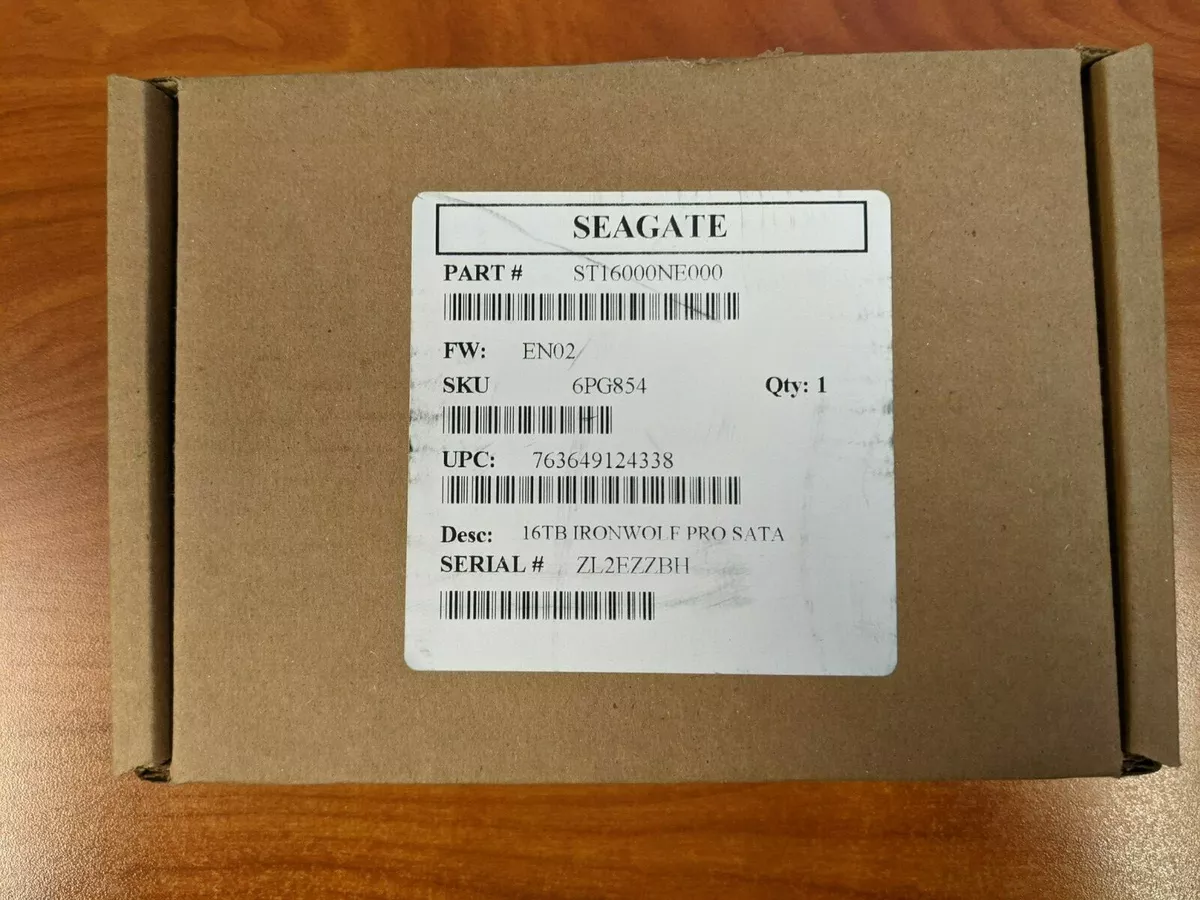 SEAGATE
PART # ST16000NE000
FW: EN02
SKU 6PG854 Qty: 1
UPC: 763649124338
Desc: 16TB IRONWOLF PRO SATA
SERIAL # ZL2EZZBH